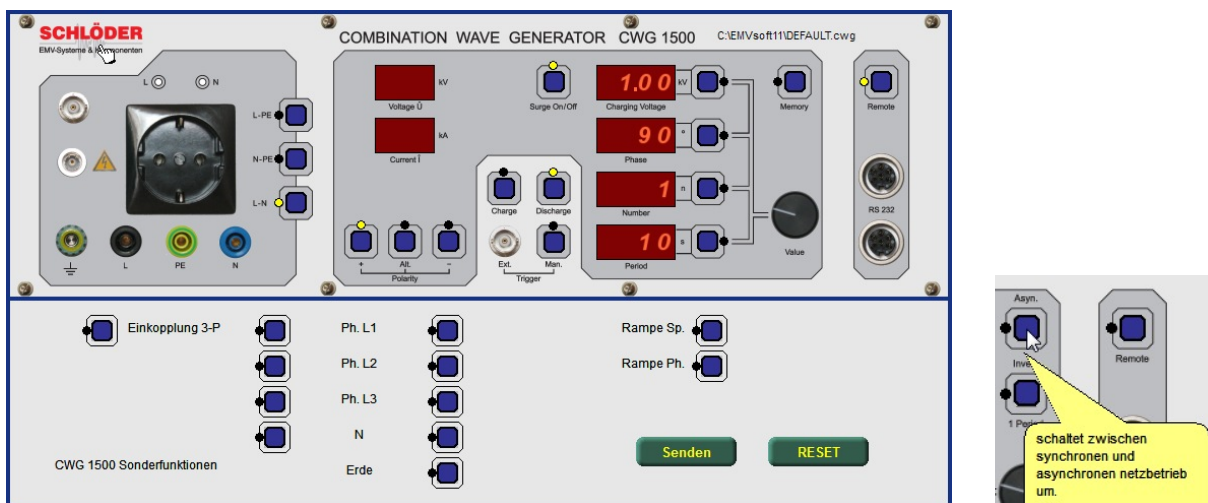 SCHLÖDER
EMV-Systeme & Komponenten
COMBINATION WAVE GENERATOR CWG 1500
C:\EMVsoft11\DEFAULT.cwg
L
N
L-PE
N-PE
L-N
L
PE
N
kV
Voltage Û
kA
Current Î
Surge On/Off
1.00 kV
Charging Voltage
90 °
Phase
1 n
Number
10 s
Period
Memory
Value
Remote
RS 232
Charge
Discharge
Ext.
Man.
Trigger
+
Alt.
−
Polarity
Einkopplung 3-P
Ph. L1
Ph. L2
Ph. L3
N
Erde
Rampe Sp.
Rampe Ph.
CWG 1500 Sonderfunktionen
Senden
RESET
Asyn.
Remote
schaltet zwischen
synchronen und
asynchronen netzbetrieb
um.